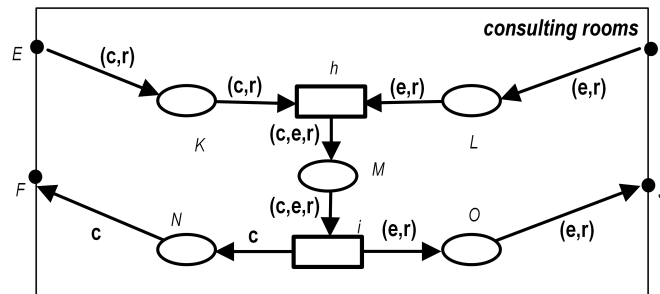 consulting rooms
E
(c,r)
(c,r)
h
(e,r)
(e,r)
K
(c,e,r)
L
M
F
(c,e,r)
N
i
O
c
c
(e,r)
(e,r)